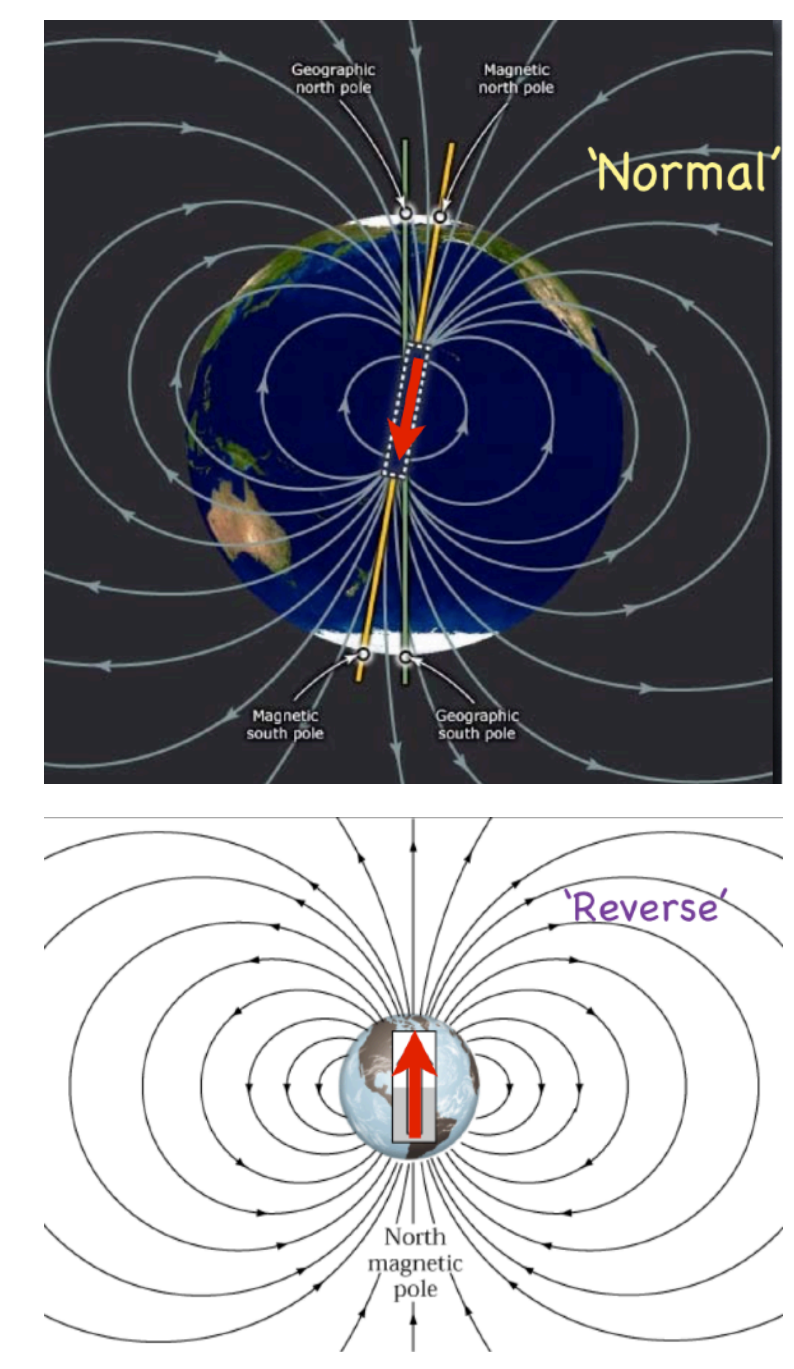 Geographic
north pole
Magnetic
north pole
'Normal'
Magnetic
south pole
Geographic
south pole
'Reverse'
North
magnetic
pole